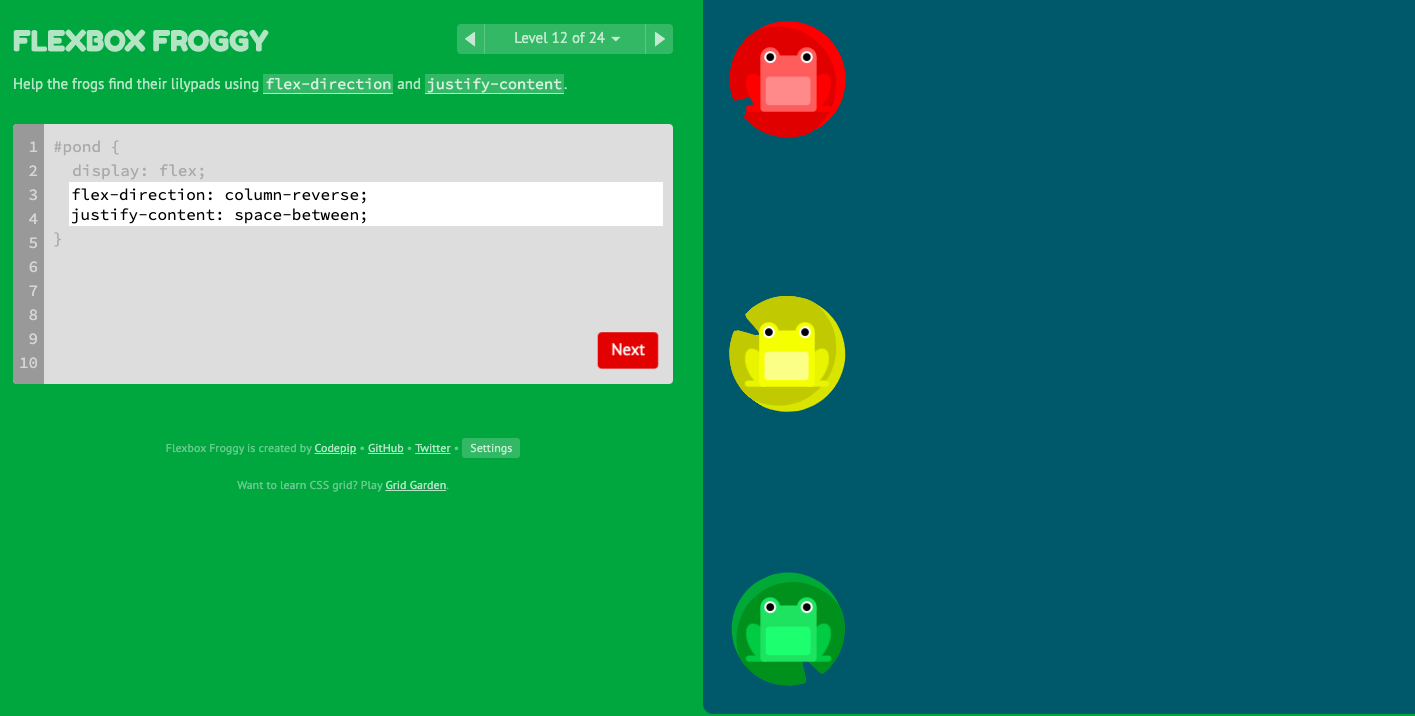 FLEXBOX FROGGY
Level 12 of 24
Help the frogs find their lilypads using flex-direction and justify-content.
1 #pond {
2 display: flex;
3 flex-direction: column-reverse;
4 justify-content: space-between;
5 }
6
7
8
9
10
Next
Flexbox Froggy is created by Codepip • GitHub • Twitter • Settings
Want to learn CSS grid? Play Grid Garden.